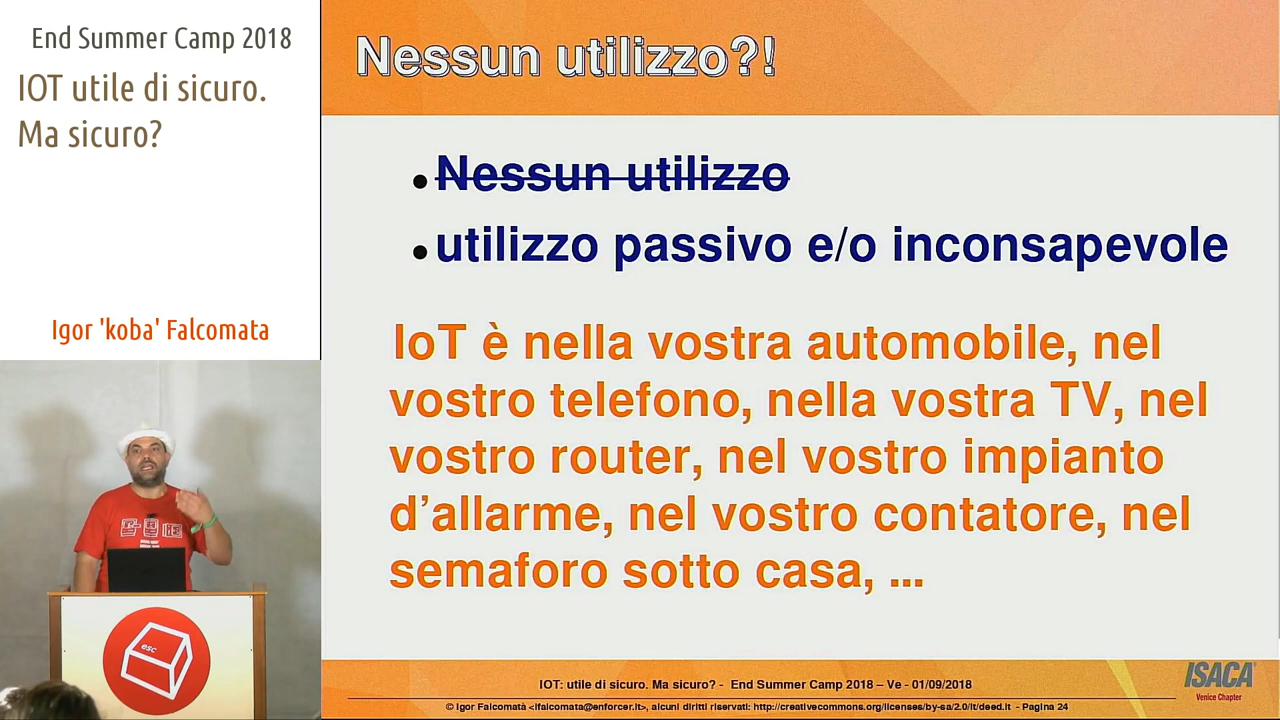 End Summer Camp 2018
IOT utile di sicuro.
Ma sicuro?
Igor 'koba' Falcomata
Nessun utilizzo?!
Nessun utilizzo
utilizzo passivo e/o inconsapevole
IoT è nella vostra automobile, nel
vostro telefono, nella vostra TV, nel
vostro router, nel vostro impianto
d’allarme, nel vostro contatore, nel
semaforo sotto casa, ...
esc
IOT: utile di sicuro. Ma sicuro? - End Summer Camp 2018 – Ve - 01/09/2018
© Igor Falcomatà <ifalcomata@enforcer.it>, alcuni diritti riservati: http://creativecommons.org/licenses/by-sa/2.0/it/deed.it - Pagina 24
ISACA
Venice Chapter